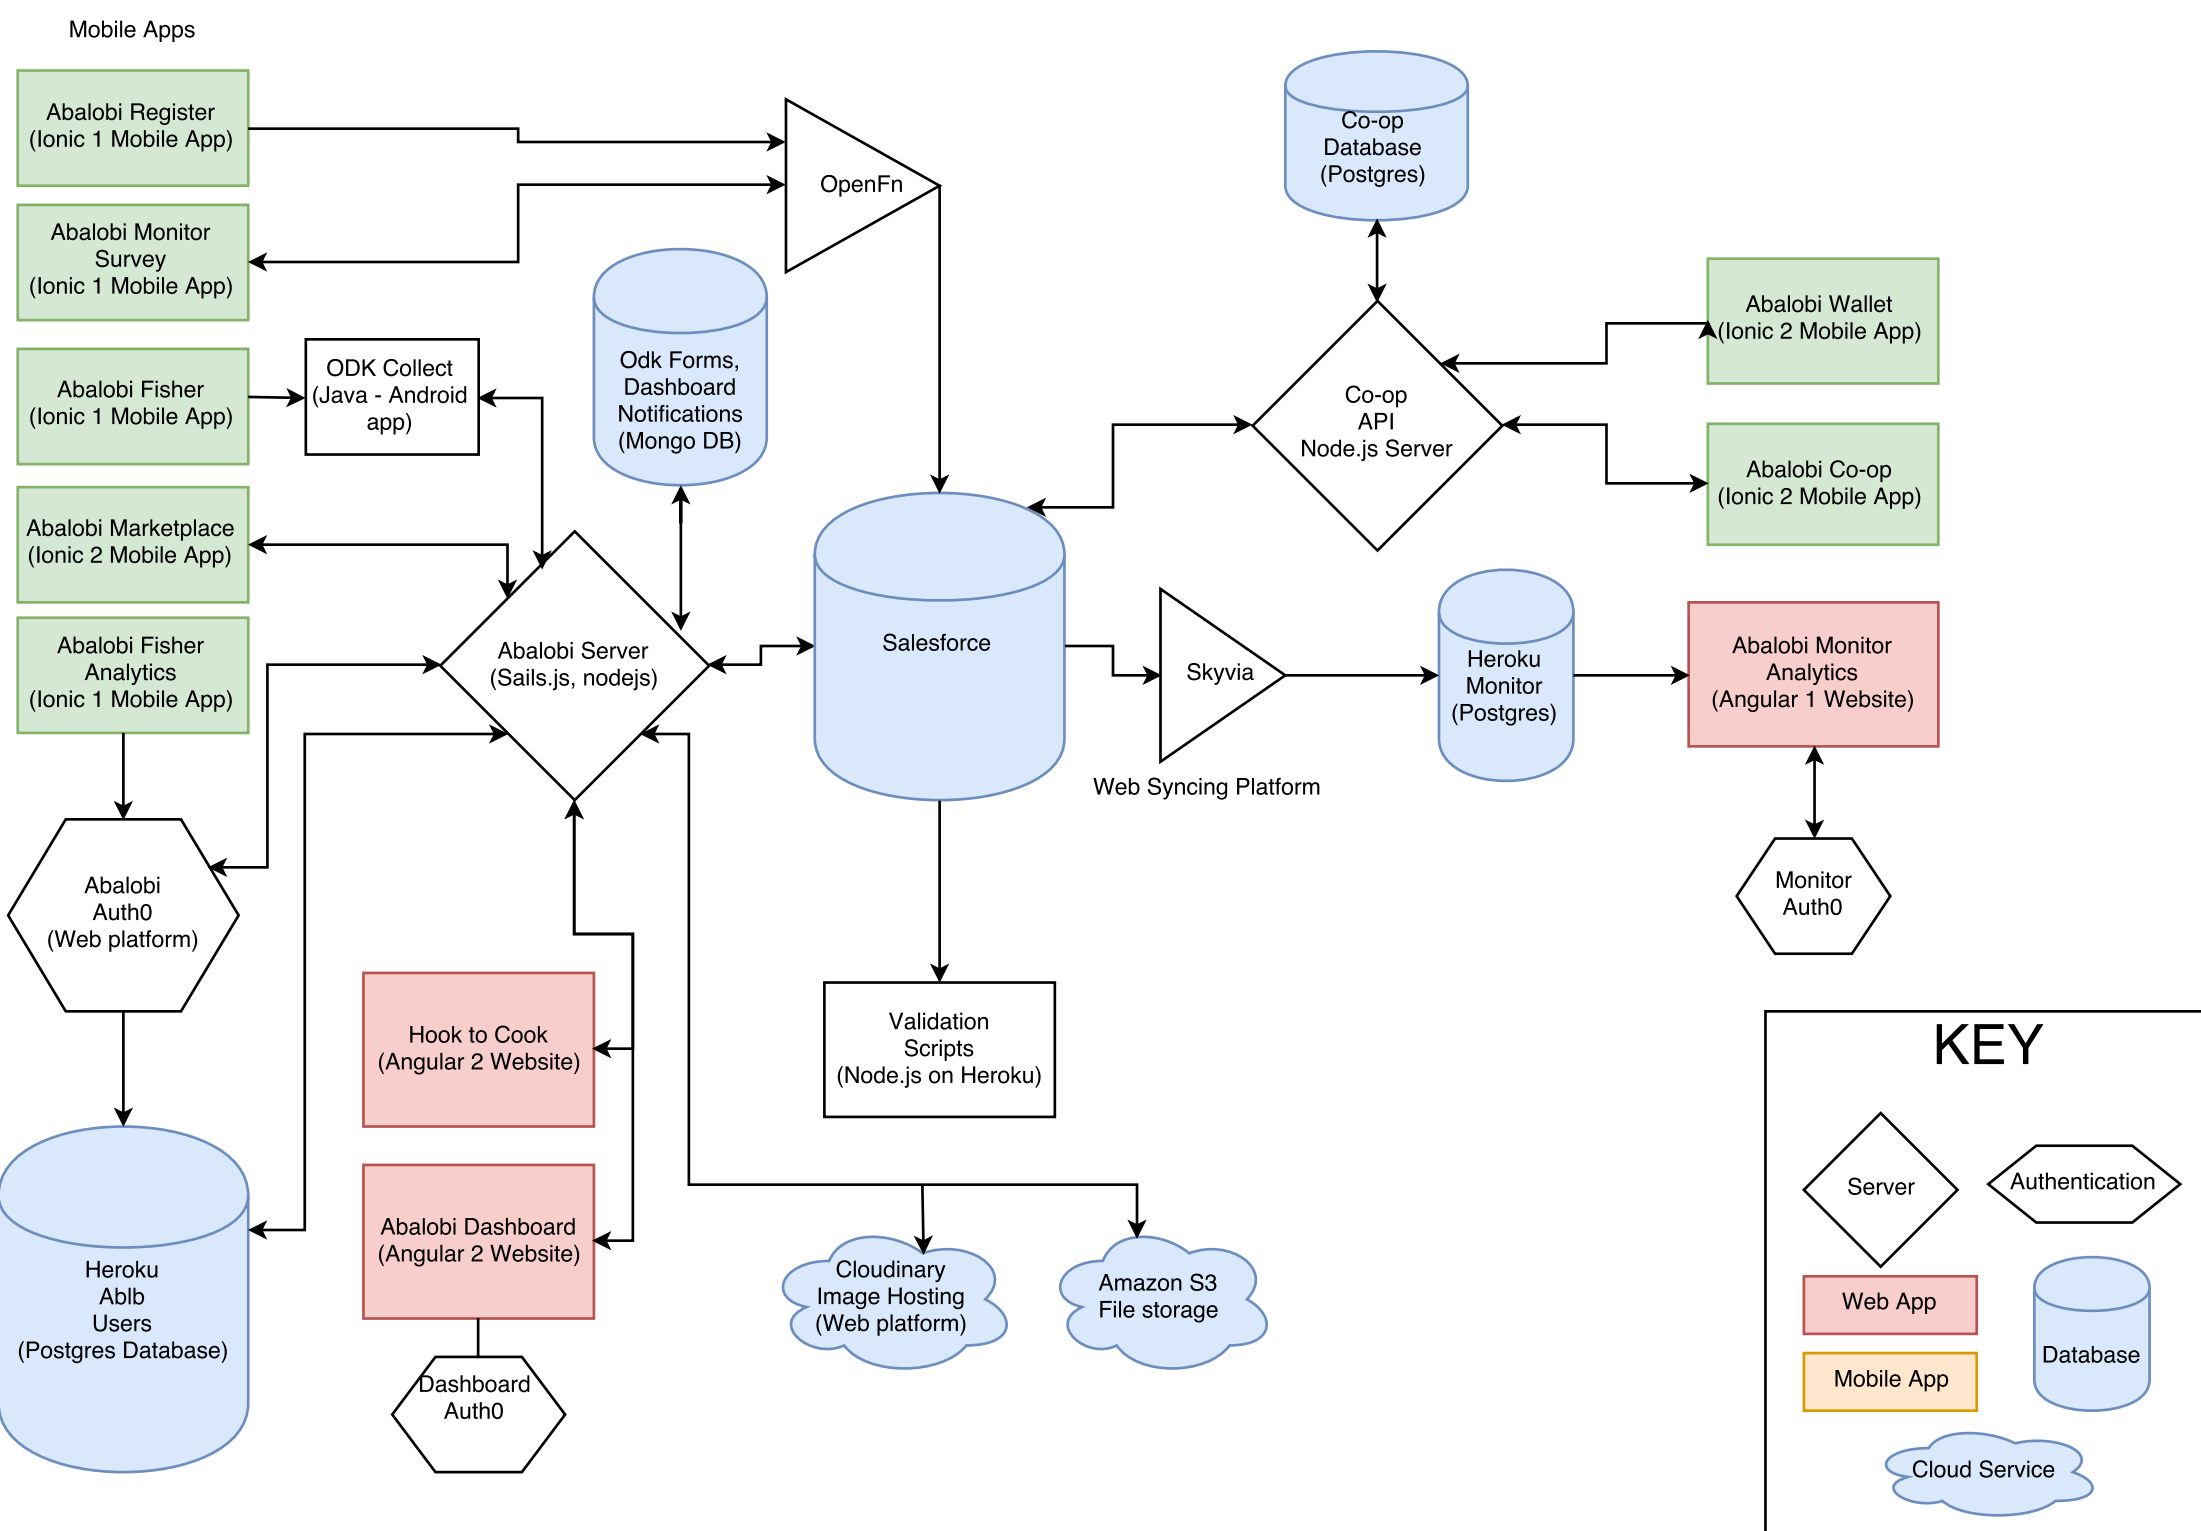 Mobile Apps
Abalobi Register
(Ionic 1 Mobile App)
Abalobi Monitor
Survey
(Ionic 1 Mobile App)
Abalobi Fisher
(Ionic 1 Mobile App)
Abalobi Marketplace
(Ionic 2 Mobile App)
Abalobi Fisher
Analytics
(Ionic 1 Mobile App)
Abalobi
Auth0
(Web platform)
Heroku
Ablb
Users
(Postgres Database)
ODK Collect
(Java - Android
app)
OpenFn
Odk Forms,
Dashboard
Notifications
(Mongo DB)
Abalobi Server
(Sails.js, nodejs)
Hook to Cook
(Angular 2 Website)
Abalobi Dashboard
(Angular 2 Website)
Dashboard
Auth0
Salesforce
Validation
Scripts
(Node.js on Heroku)
Cloudinary
Image Hosting
(Web platform)
Amazon S3
File storage
Co-op
Database
(Postgres)
Co-op
API
Node.js Server
Abalobi Wallet
(Ionic 2 Mobile App)
Abalobi Co-op
(Ionic 2 Mobile App)
Skyvia
Web Syncing Platform
Heroku
Monitor
(Postgres)
Abalobi Monitor
Analytics
(Angular 1 Website)
Monitor
Auth0
KEY
Server
Authentication
Web App
Mobile App
Database
Cloud Service